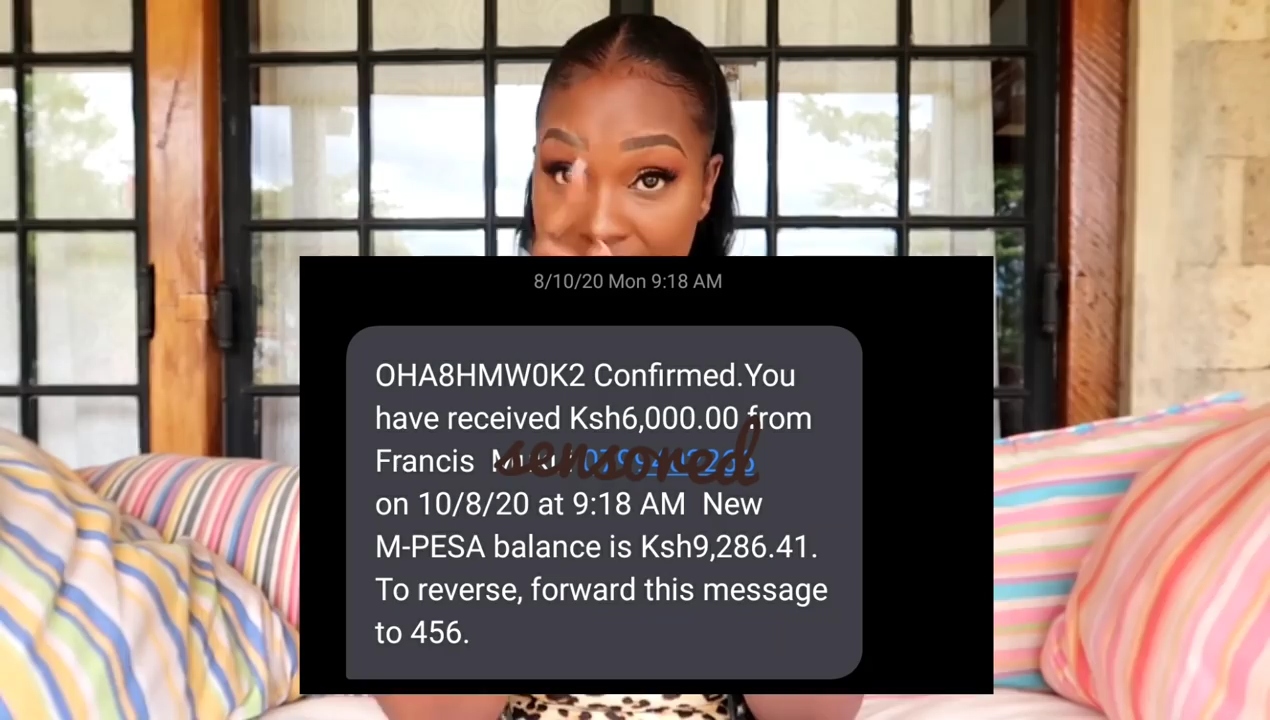 8/10/20 Mon 9:18 AM
OHA8HMW0K2 Confirmed.You
have received Ksh6,000.00 from
Francis
sensored
on 10/8/20 at 9:18 AM New
M-PESA balance is Ksh9,286.41.
To reverse, forward this message
to 456.